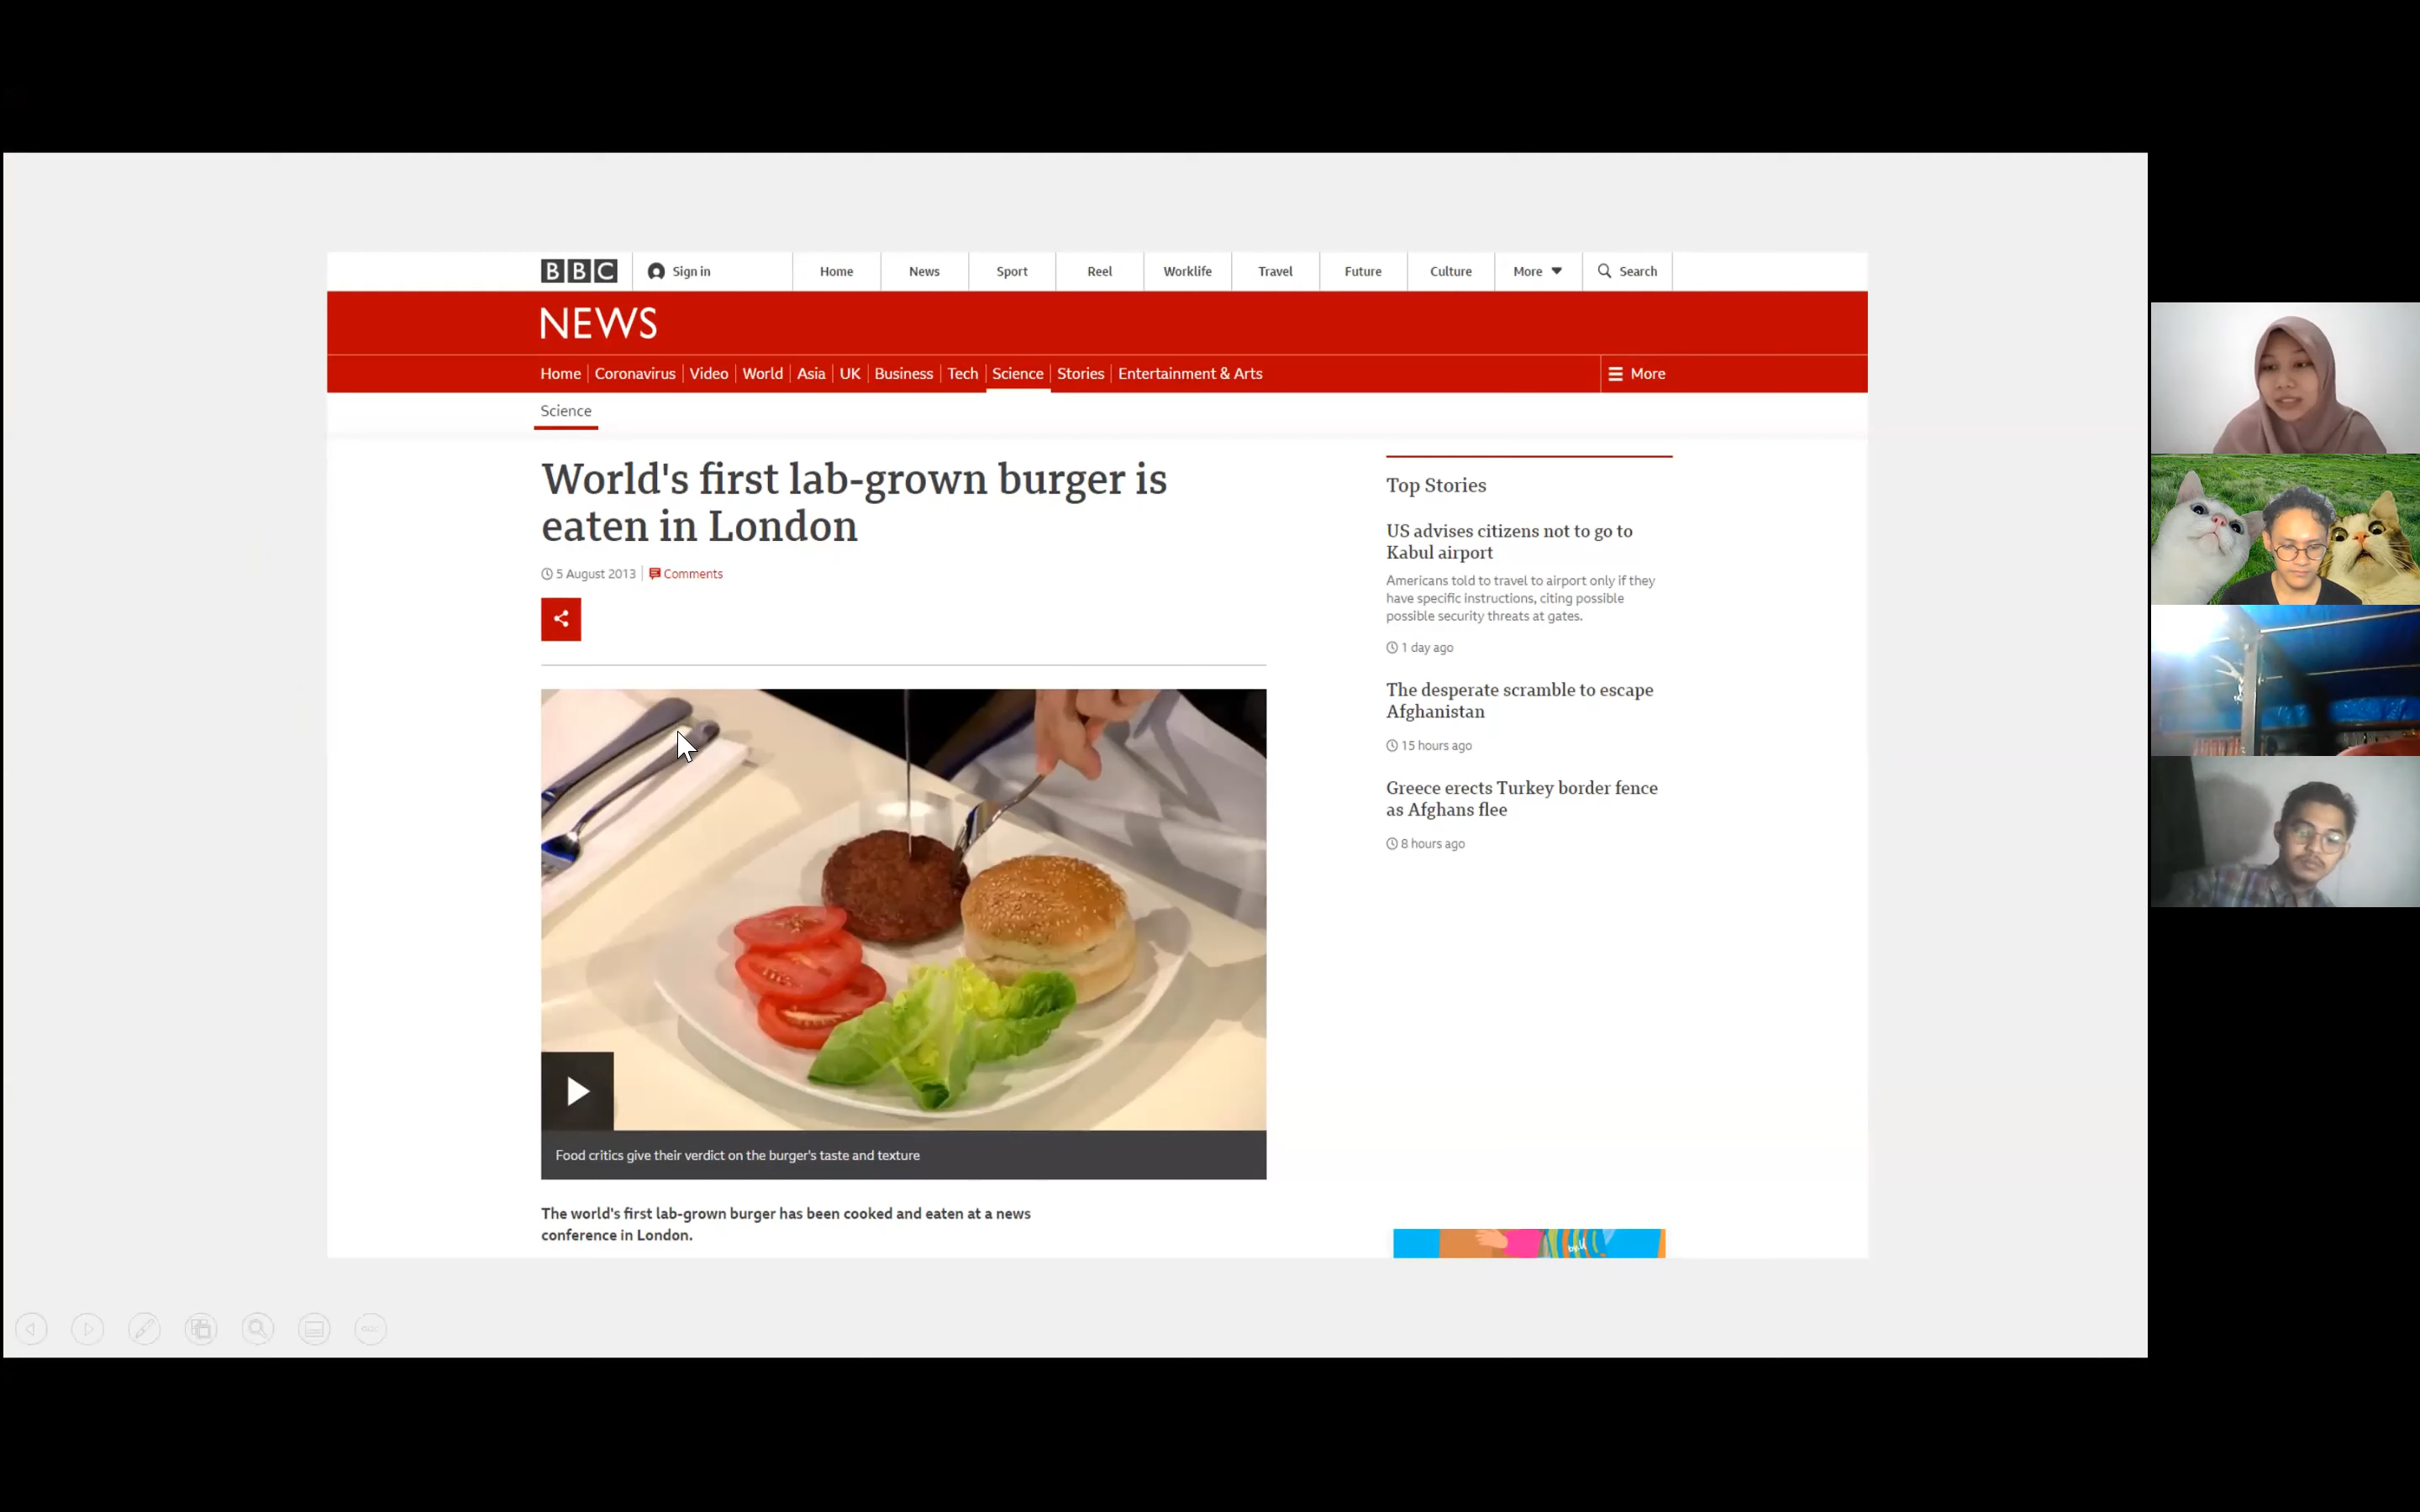 BBC Sign in Home News Sport Reel Worklife Travel Future Culture More Search
NEWS
Home Coronavirus Video World Asia UK Business Tech Science Stories Entertainment & Arts More
Science
World's first lab-grown burger is
eaten in London
5 August 2013 Comments
Food critics give their verdict on the burger's taste and texture
The world's first lab-grown burger has been cooked and eaten at a news
conference in London.
Top Stories
US advises citizens not to go to
Kabul airport
Americans told to travel to airport only if they
have specific instructions, citing possible
possible security threats at gates.
1 day ago
The desperate scramble to escape
Afghanistan
15 hours ago
Greece erects Turkey border fence
as Afghans flee
8 hours ago